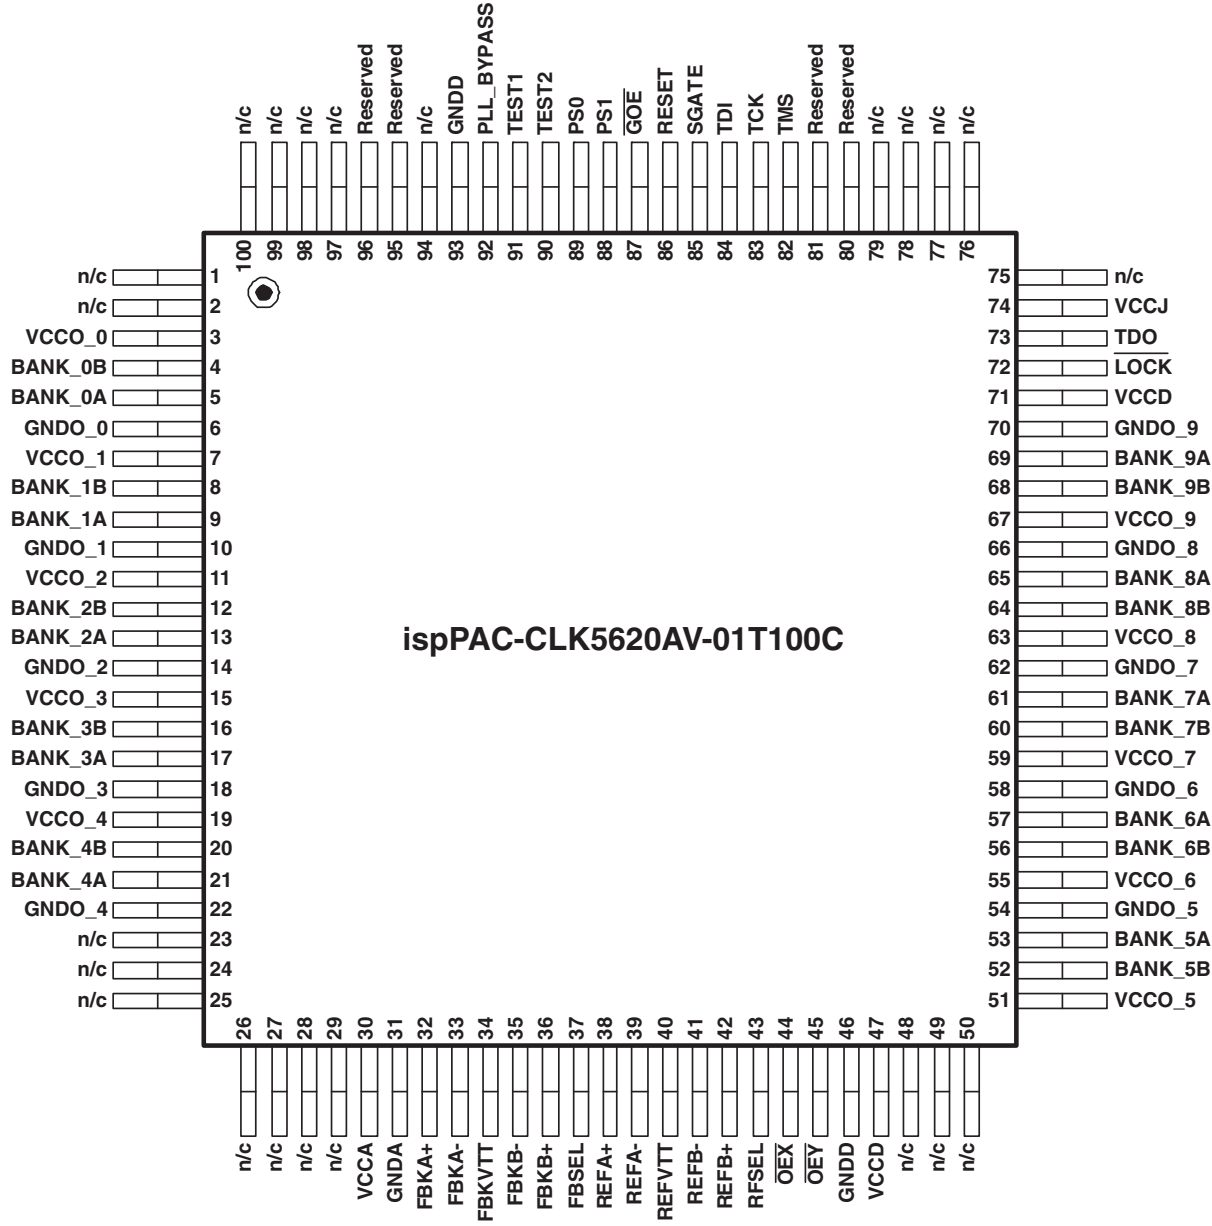 n/c
n/c
n/c
n/c
Reserved
Reserved
n/c
GNDD
PLL_BYPASS
TEST1
TEST2
PS0
PS1
GOE
RESET
SGATE
TDI
TCK
TMS
Reserved
Reserved
n/c
n/c
n/c
n/c
100
99
98
97
96
95
94
93
92
91
90
89
88
87
86
85
84
83
82
81
80
79
78
77
76
n/c 1
n/c 2
VCCO_0 3
BANK_0B 4
BANK_0A 5
GNDO_0 6
VCCO_1 7
BANK_1B 8
BANK_1A 9
GNDO_1 10
VCCO_2 11
BANK_2B 12
BANK_2A 13
GNDO_2 14
VCCO_3 15
BANK_3B 16
BANK_3A 17
GNDO_3 18
VCCO_4 19
BANK_4B 20
BANK_4A 21
GNDO_4 22
n/c 23
n/c 24
n/c 25
ispPAC-CLK5620AV-01T100C
75 n/c
74 VCCJ
73 TDO
72 LOCK
71 VCCD
70 GNDO_9
69 BANK_9A
68 BANK_9B
67 VCCO_9
66 GNDO_8
65 BANK_8A
64 BANK_8B
63 VCCO_8
62 GNDO_7
61 BANK_7A
60 BANK_7B
59 VCCO_7
58 GNDO_6
57 BANK_6A
56 BANK_6B
55 VCCO_6
54 GNDO_5
53 BANK_5A
52 BANK_5B
51 VCCO_5
26
27
28
29
30
31
32
33
34
35
36
37
38
39
40
41
42
43
44
45
46
47
48
49
50
n/c
n/c
n/c
n/c
VCCA
GNDA
FBKA+
FBKA-
FBKVTT
FBKB-
FBKB+
FBSEL
REFA+
REFA-
REFVTT
REFB-
REFB+
RFSEL
OEX
OEY
GNDD
VCCD
n/c
n/c
n/c